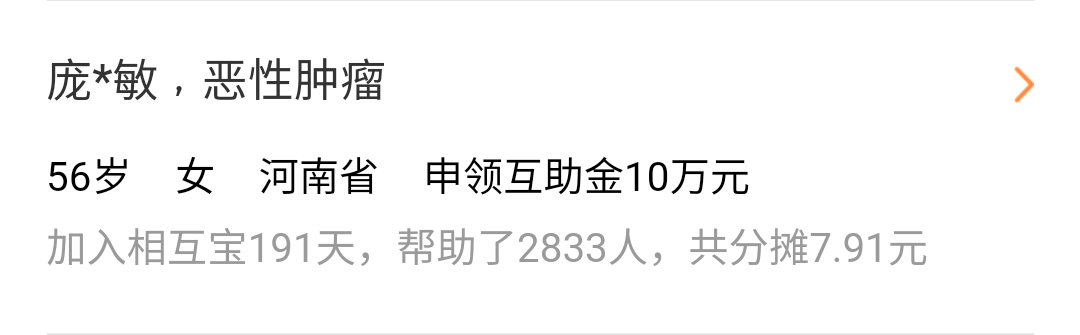 庞*敏，恶性肿瘤
56岁 女 河南省 申领互助金10万元
加入相互宝191天，帮助了2833人，共分摊7.91元